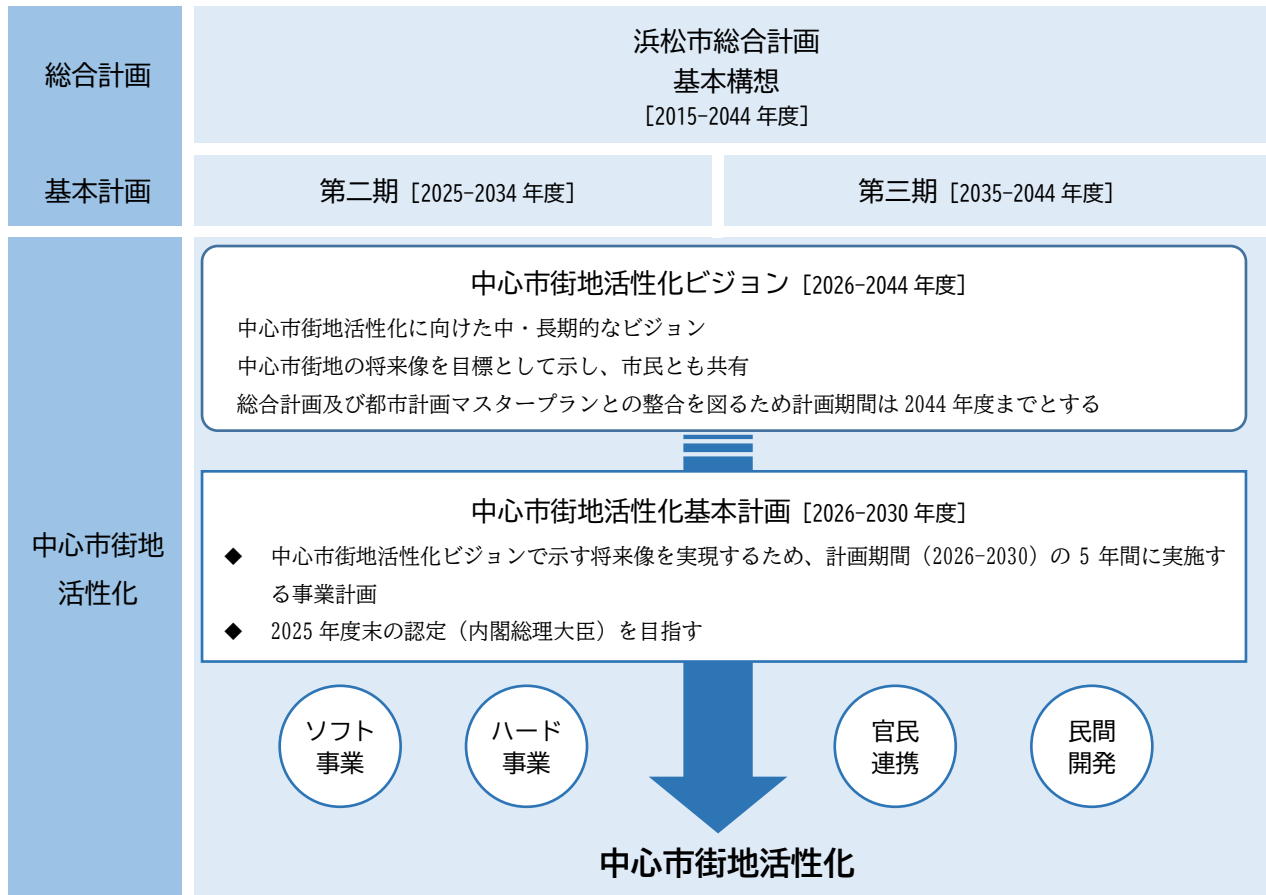 総合計画
浜松市総合計画
基本構想
[2015-2044 年度]
基本計画
第二期 [2025-2034 年度]
第三期 [2035-2044 年度]
中心市街地
活性化
中心市街地活性化ビジョン [2026-2044 年度]
中心市街地活性化に向けた中・長期的なビジョン
中心市街地の将来像を目標として示し、市民とも共有
総合計画及び都市計画マスタープランとの整合を図るため計画期間は 2044 年度までとする
中心市街地活性化基本計画 [2026-2030 年度]
◆ 中心市街地活性化ビジョンで示す将来像を実現するため、計画期間（2026-2030）の 5 年間に実施す
る事業計画
◆ 2025 年度末の認定（内閣総理大臣）を目指す
ソフト
事業
ハード
事業
官民
連携
民間
開発
中心市街地活性化